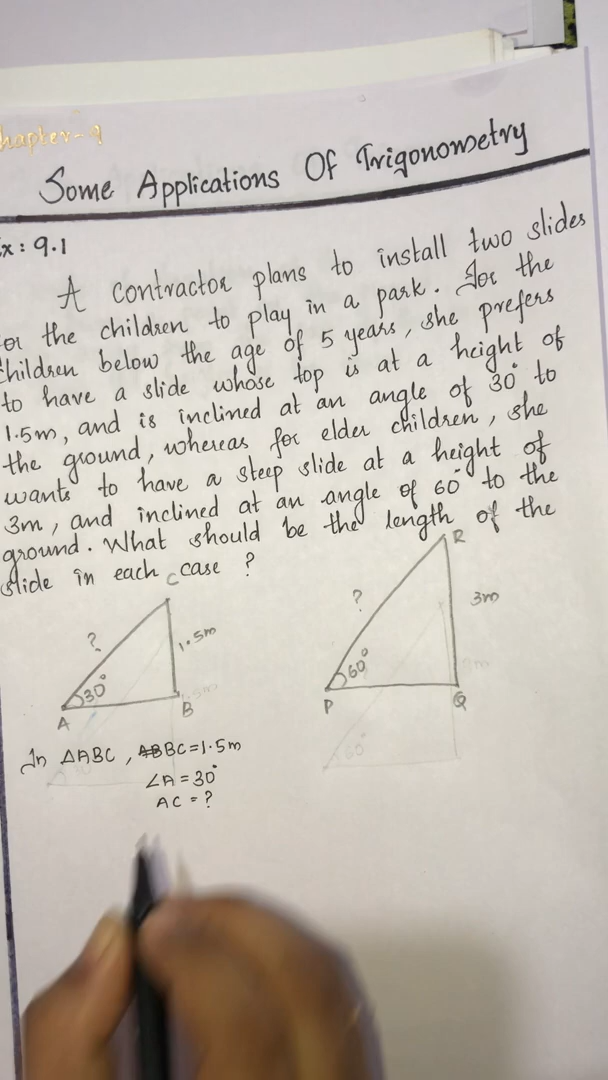 hapter-9
Some Applications Of Trigonometry
x: 9.1
A contractor plans to install two slides
or the children to play in a park. For the
children below the age of 5 years, she prefers
to have a slide whose top is at a height of
1.5m, and is inclined at an angle of 30° to
the ground, whereas for elder children, she
wants to have a steep slide at a height of
3m, and inclined at an angle of 60° to the
ground. What should be the length of the
slide in each case ?
C
?
1.5m
30°
A
B
R
?
3m
60°
P
Q
In △ABC, BC=1.5m
∠A = 30°
AC = ?